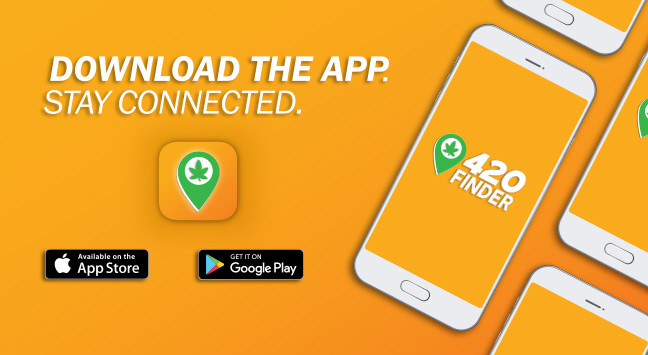 DOWNLOAD THE APP.
STAY CONNECTED.
Available on the
App Store
GET IT ON
Google Play
420
FINDER